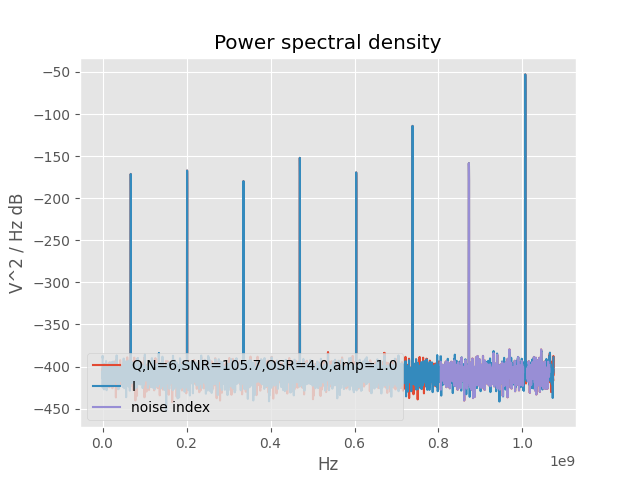 Power spectral density
V^2 / Hz dB
−50
−100
−150
−200
−250
−300
−350
−400
−450
Q,N=6,SNR=105.7,OSR=4.0,amp=1.0
I
noise index
0.0 0.2 0.4 0.6 0.8 1.0
1e9
Hz